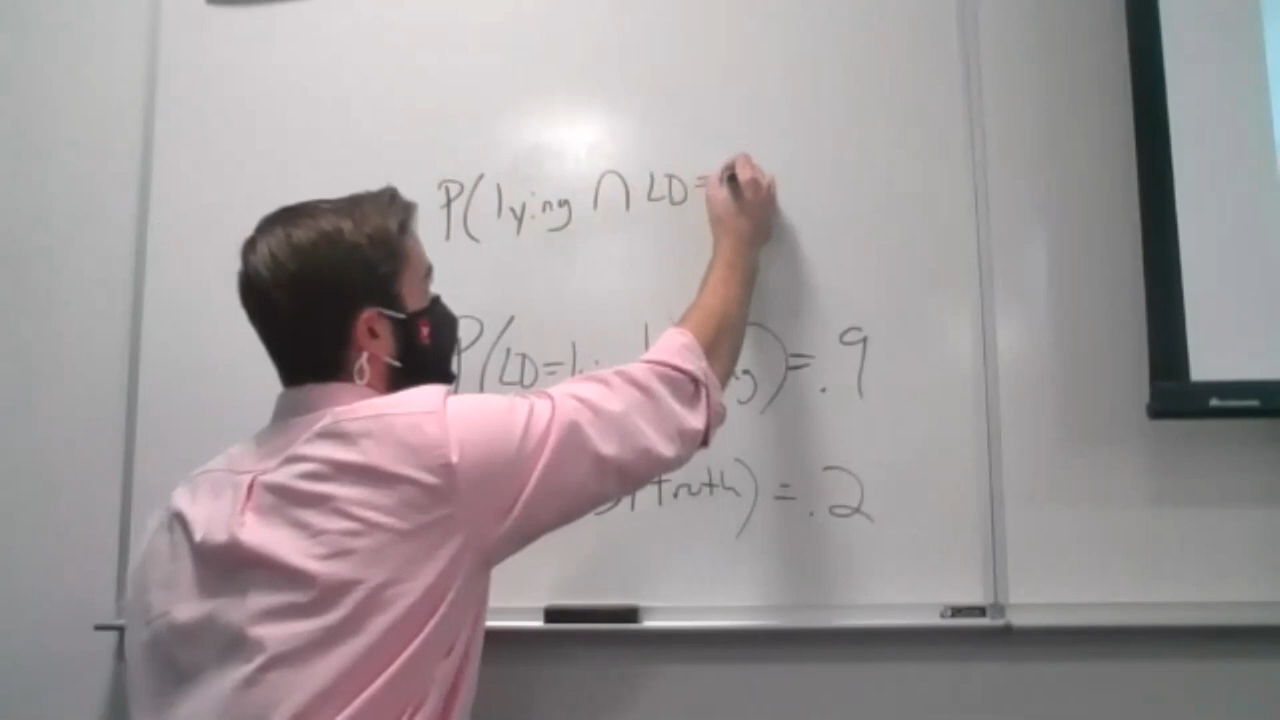 P(lying ∩ LD=
P(LD=li ng)=.9
truth) = .2